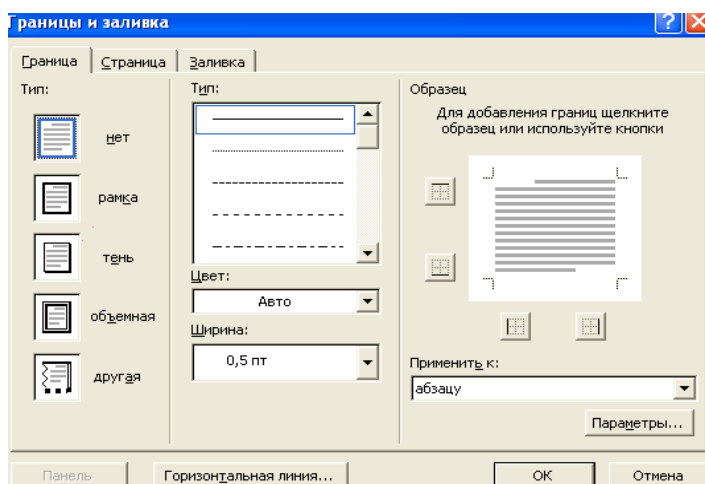 Границы и заливка
Граница
Страница
Заливка
Тип:
нет
рамка
тень
объемная
другая
Тип:
Цвет:
Авто
Ширина:
0,5 пт
Образец
Для добавления границ щелкните
образец или используйте кнопки
Применить к:
абзацу
Параметры...
Панель
Горизонтальная линия...
ОК
Отмена